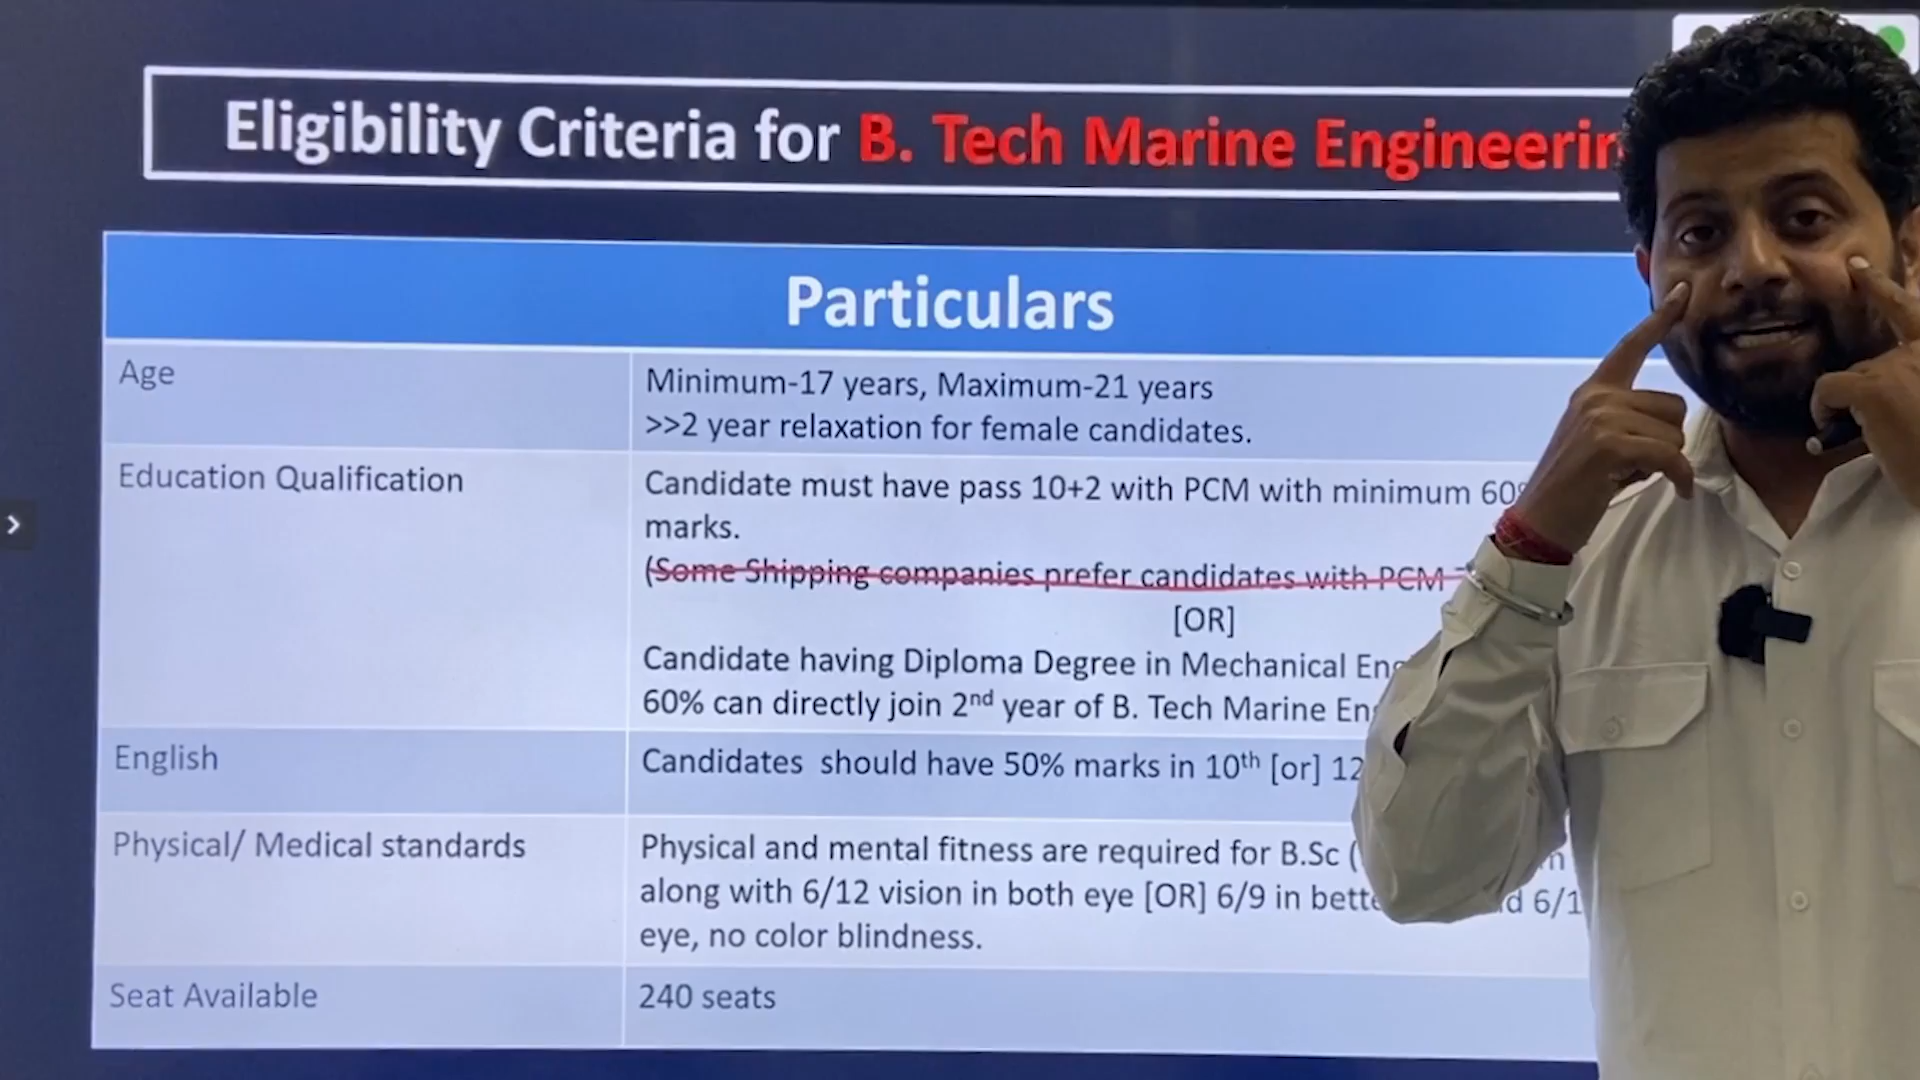 Eligibility Criteria for B. Tech Marine
Particulars
Age
Minimum-17 years, Maximum-21 years
>>2 year relaxation for female candidates.
Education Qualification
Candidate must have pass 10+2 with PCM with minimum
marks.
(Some Shipping companies prefer candidates with PCM
[OR]
Candidate having Diploma Degree in Mechanical
60% can directly join 2nd year of B. Tech Marine
English
Candidates should have 50% marks in 10th [or]
Physical/ Medical standards
Physical and mental fitness are required for B.Sc (
along with 6/12 vision in both eye [OR] 6/9 in
eye, no color blindness.
Seat Available
240 seats